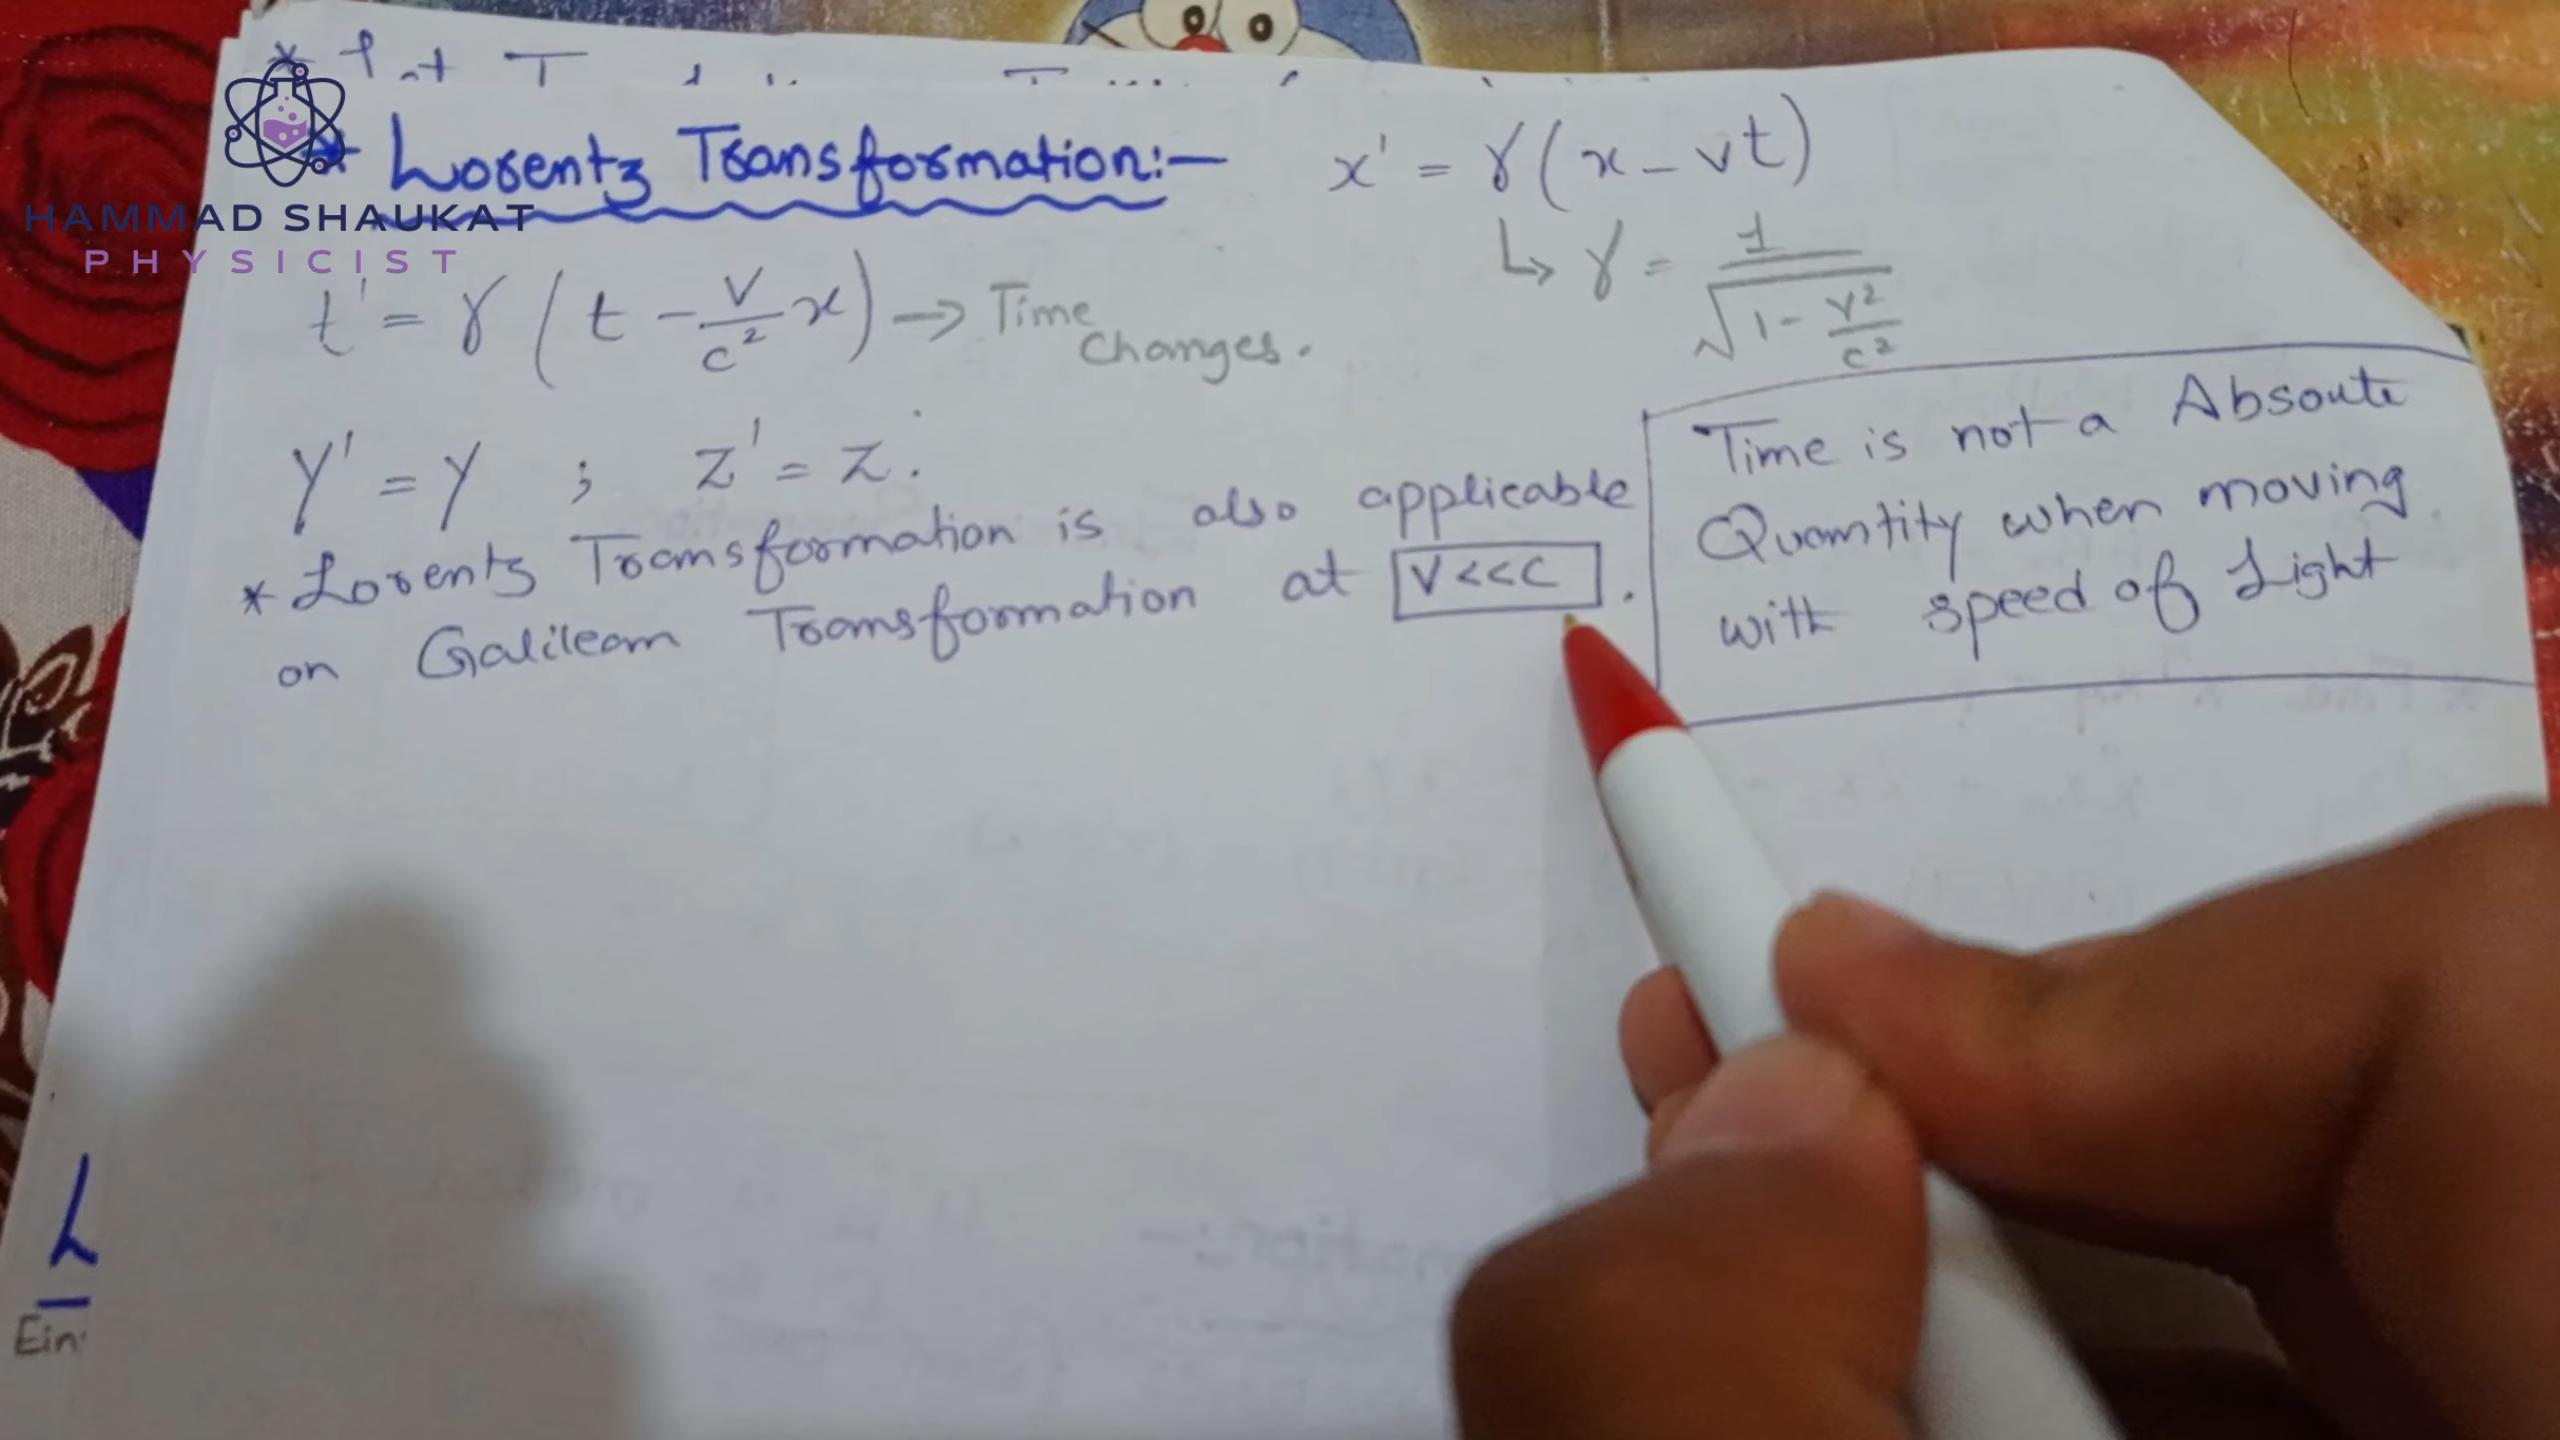 * Lorentz Transformation:–
x' = γ(x – vt)
↳ γ = 1/√(1 - v²/c²)
HAMMAD SHAUKAT
PHYSICIST
t' = γ (t - v/c² x) → Time
Changes.
Y' = Y ; Z' = Z.
* Lorentz Transformation is also applicable
on Galilean Transformation at V<<C .
Time is not a Absoute
Quantity when moving
with speed of Light
L
Ein